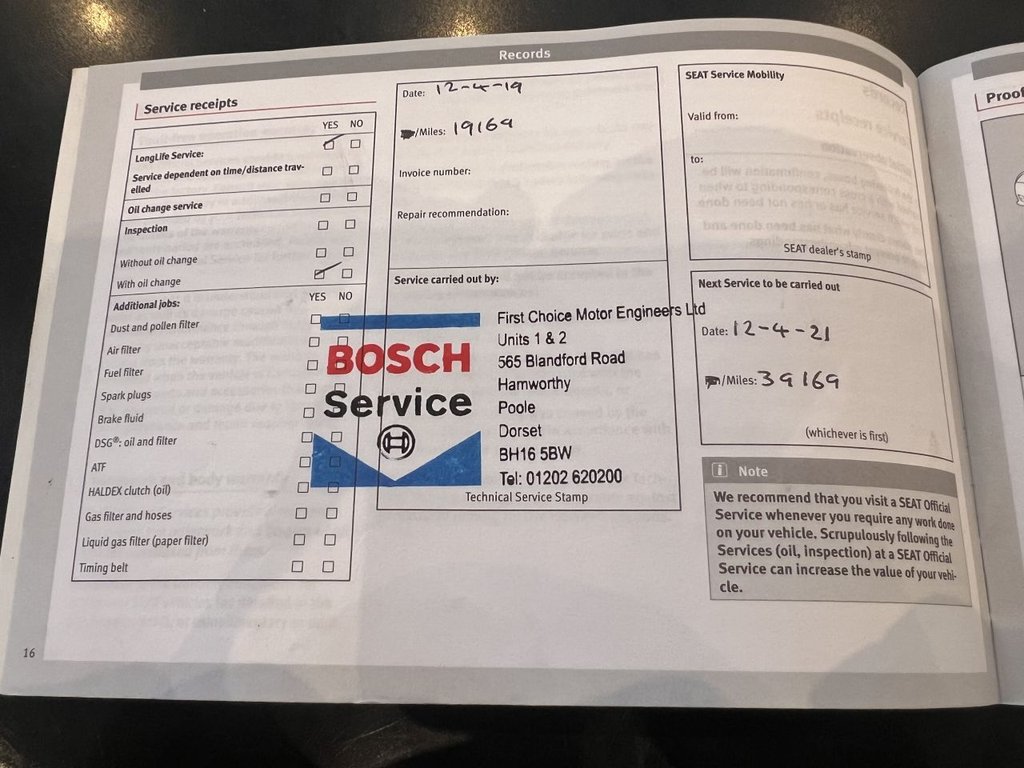 Records
Service receipts
YES NO
LongLife Service:
Service dependent on time/distance trav-
elled
Oil change service
Inspection
Without oil change
With oil change
Additional jobs: YES NO
Dust and pollen filter
Air filter
Fuel filter
Spark plugs
Brake fluid
DSG®: oil and filter
ATF
HALDEX clutch (oil)
Gas filter and hoses
Liquid gas filter (paper filter)
Timing belt
16
Date: 12-4-19
/Miles: 19169
Invoice number:
Repair recommendation:
Service carried out by:
BOSCH
Service
First Choice Motor Engineers Ltd
Units 1 & 2
565 Blandford Road
Hamworthy
Poole
Dorset
BH16 5BW
Tel: 01202 620200
Technical Service Stamp
SEAT Service Mobility
Valid from:
to:
SEAT dealer's stamp
Next Service to be carried out
Date: 12-4-21
/Miles: 39169
(whichever is first)
i Note
We recommend that you visit a SEAT Official
Service whenever you require any work done
on your vehicle. Scrupulously following the
Services (oil, inspection) at a SEAT Official
Service can increase the value of your vehi-
cle.
Proof